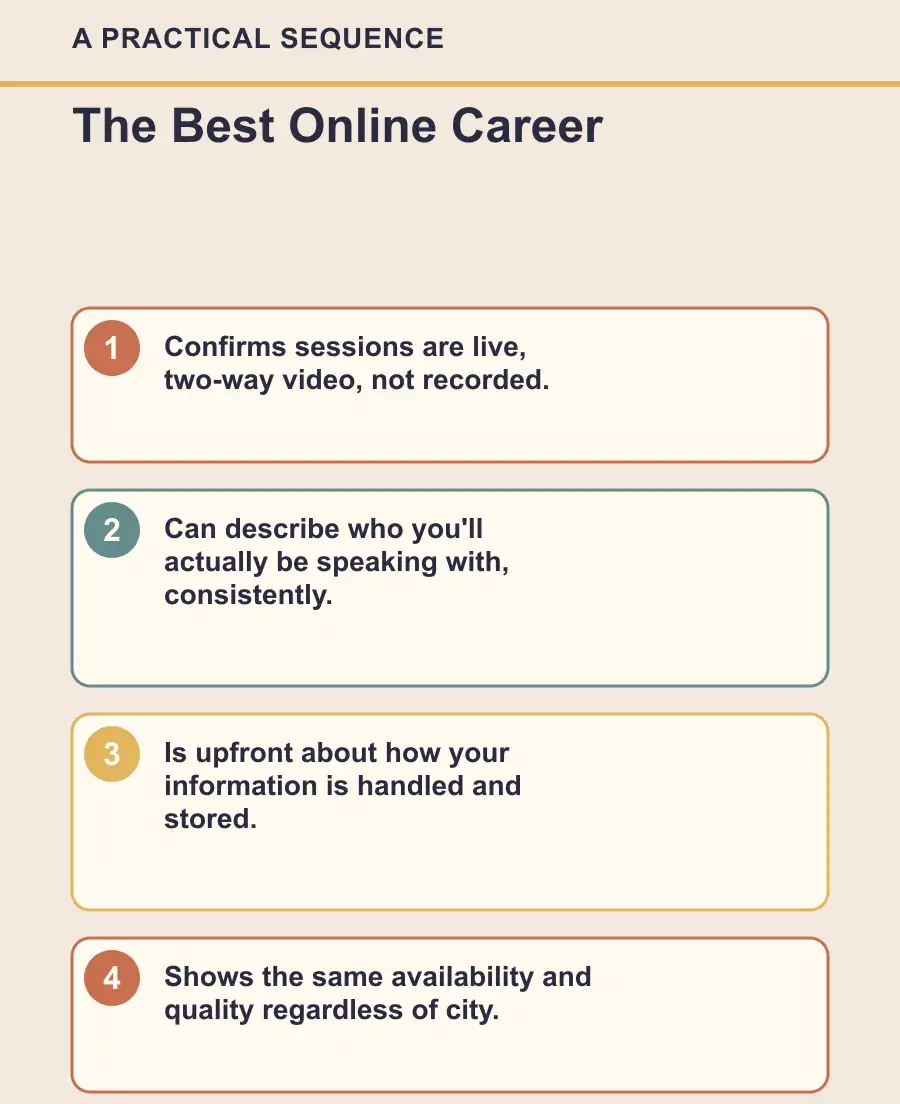 A PRACTICAL SEQUENCE
The Best Online Career
1
Confirms sessions are live,
two-way video, not recorded.
2
Can describe who you'll
actually be speaking with,
consistently.
3
Is upfront about how your
information is handled and
stored.
4
Shows the same availability and
quality regardless of city.